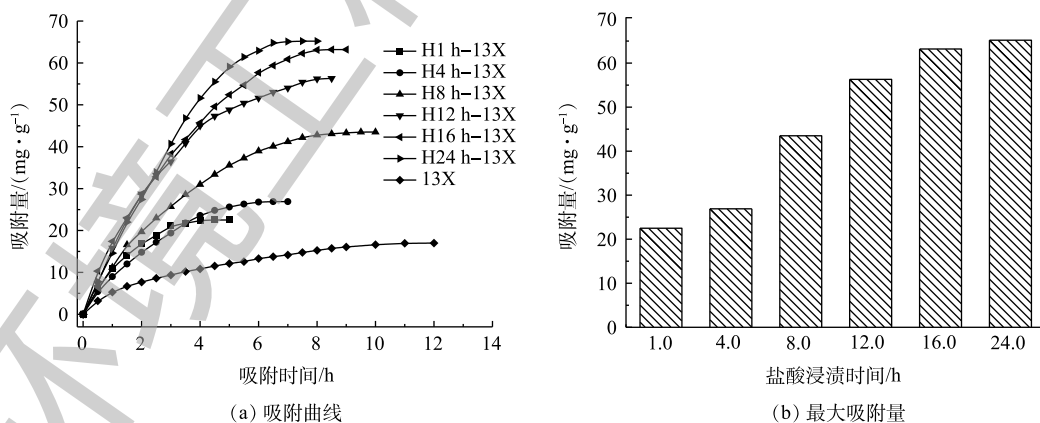 70
60
50
40
30
20
10
0
吸附量/(mg·g⁻¹)
H1 h−13X
H4 h−13X
H8 h−13X
H12 h−13X
H16 h−13X
H24 h−13X
13X
0 2 4 6 8 10 12 14
吸附时间/h
(a) 吸附曲线
70
60
50
40
30
20
10
0
吸附量/(mg·g⁻¹)
1.0 4.0 8.0 12.0 16.0 24.0
盐酸浸渍时间/h
(b) 最大吸附量
环境工程